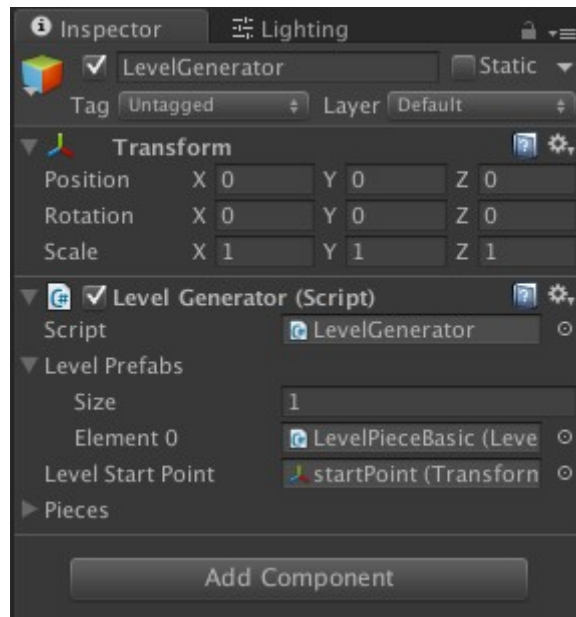 Inspector Lighting
LevelGenerator Static
Tag Untagged Layer Default
Transform
Position X 0 Y 0 Z 0
Rotation X 0 Y 0 Z 0
Scale X 1 Y 1 Z 1
Level Generator (Script)
Script LevelGenerator
Level Prefabs
Size 1
Element 0 LevelPieceBasic (Leve
Level Start Point startPoint (Transforn
Pieces
Add Component